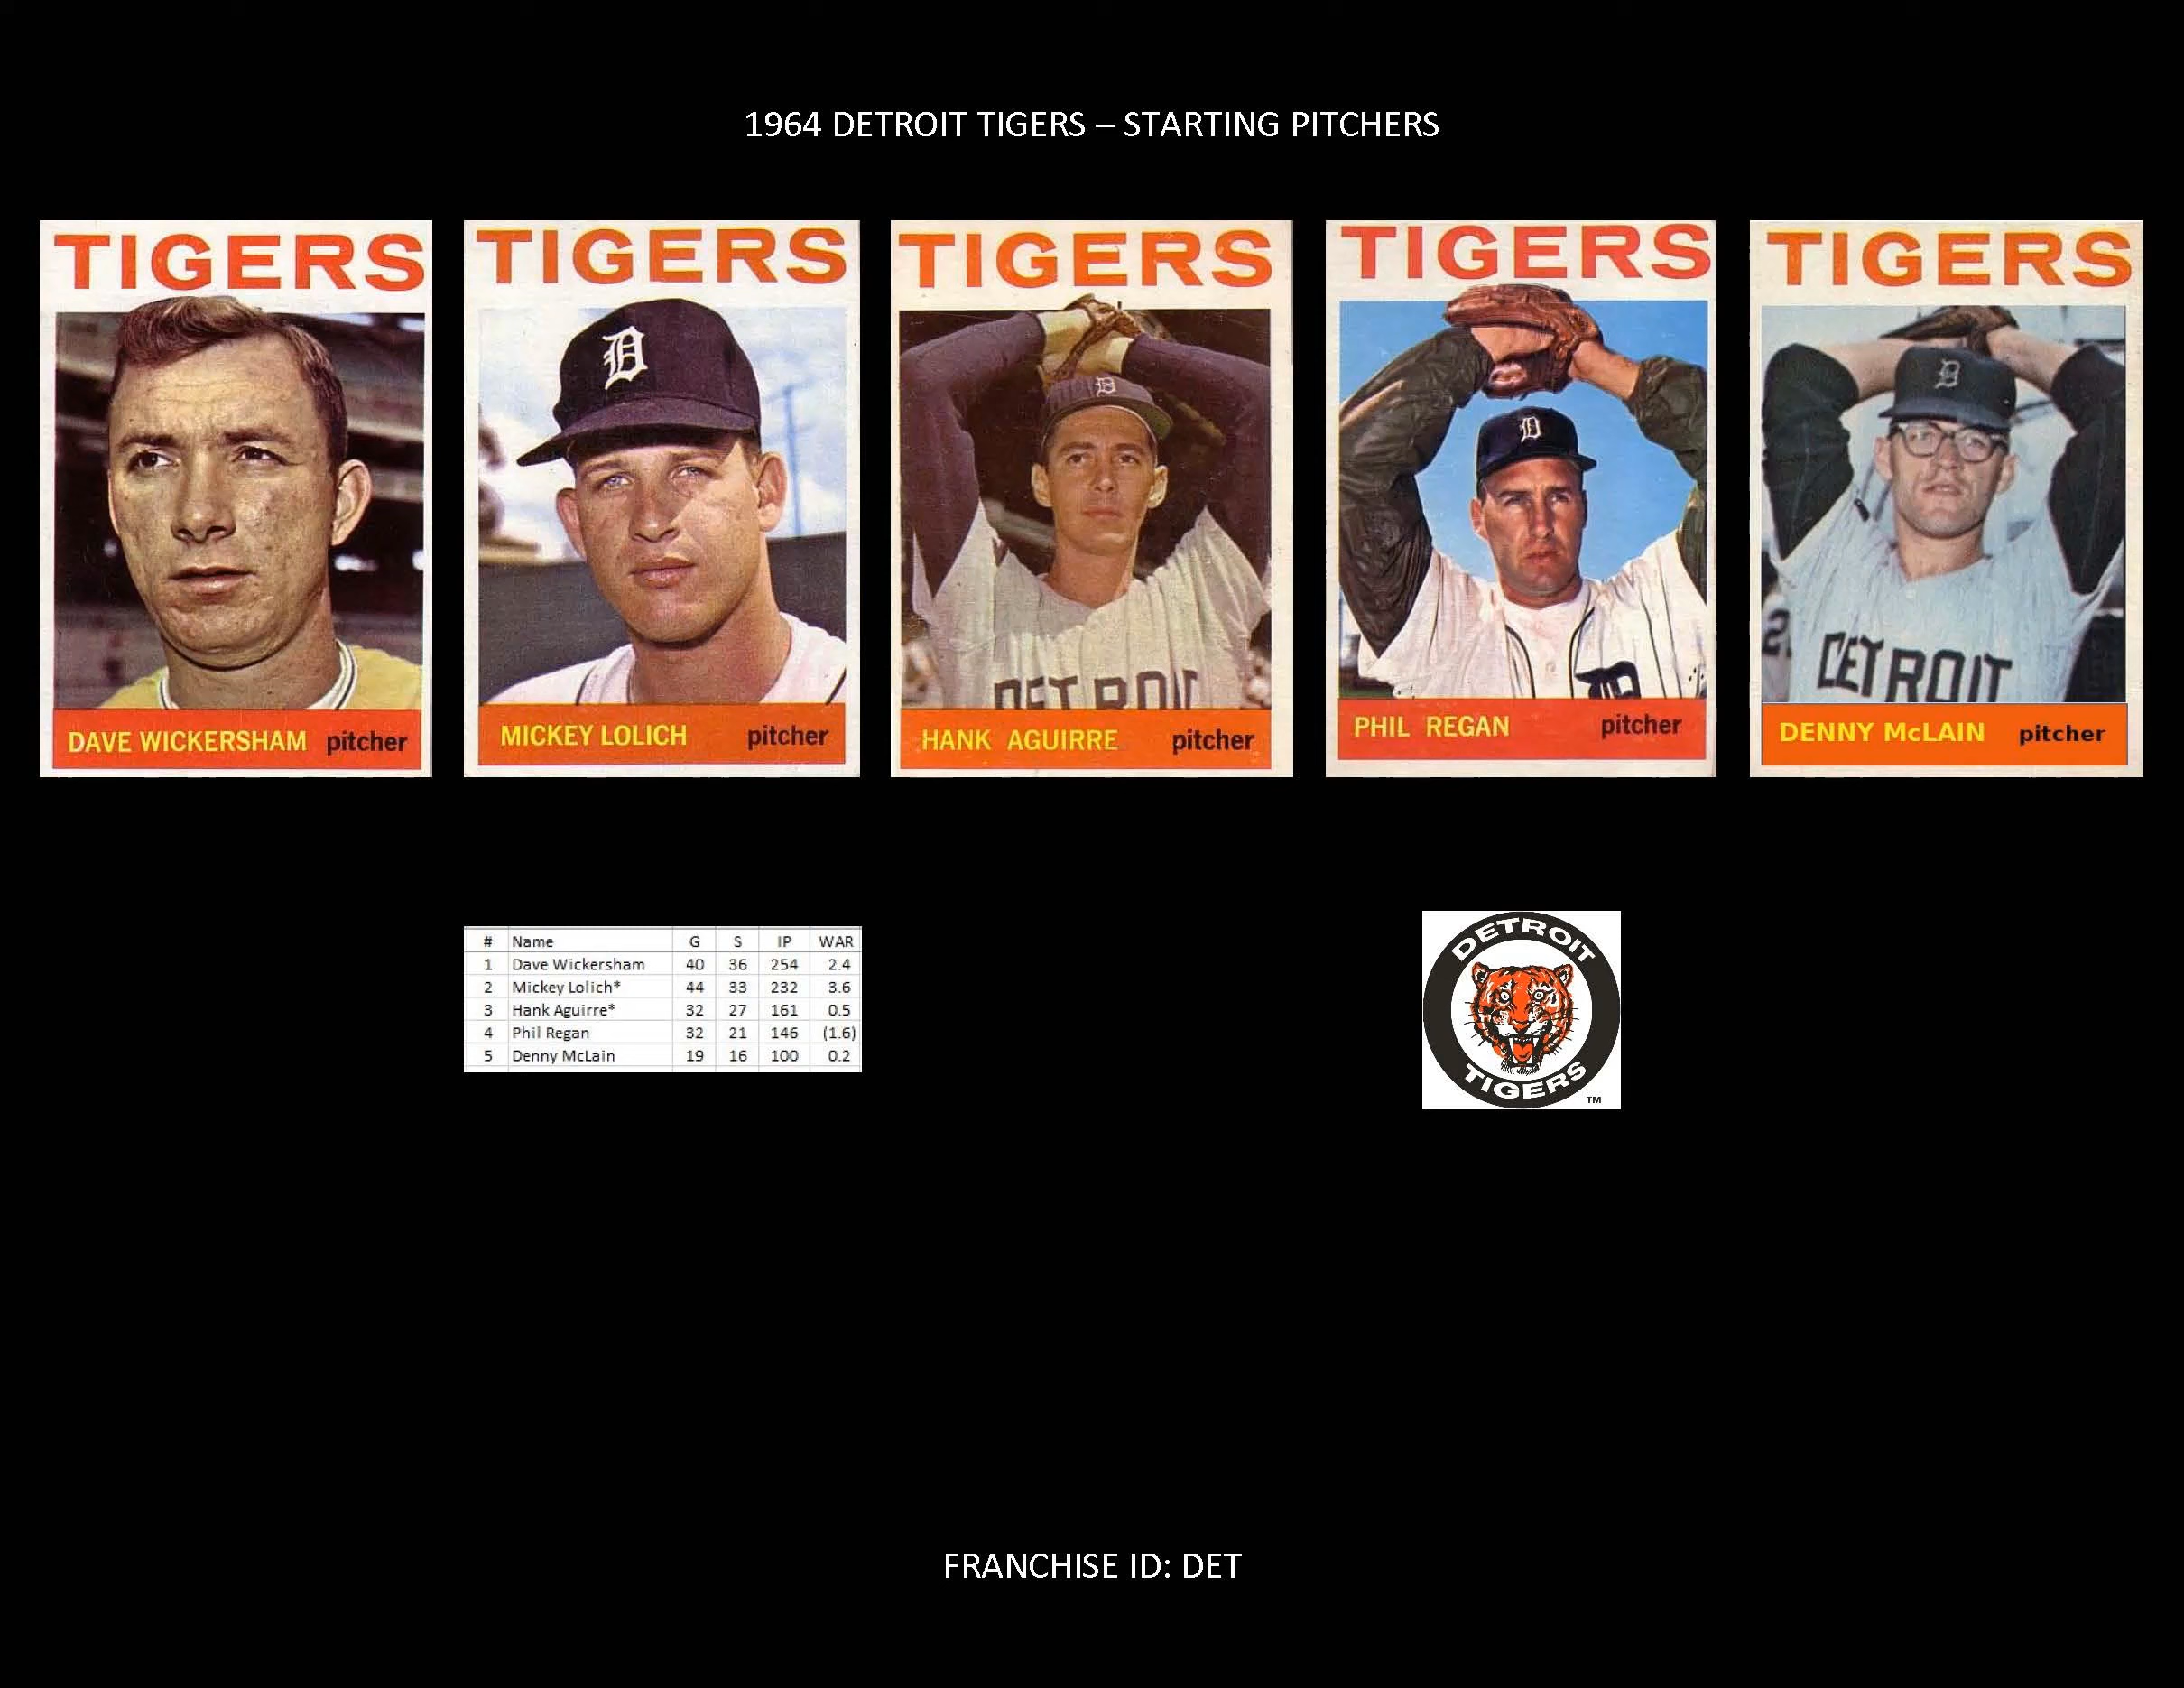 1964 DETROIT TIGERS – STARTING PITCHERS
TIGERS
DAVE WICKERSHAM pitcher
TIGERS
D
MICKEY LOLICH pitcher
TIGERS
D
DETROIT
HANK AGUIRRE pitcher
TIGERS
D
D
PHIL REGAN pitcher
TIGERS
D
2
DETROIT
DENNY McLAIN pitcher
# Name G S IP WAR
1 Dave Wickersham 40 36 254 2.4
2 Mickey Lolich* 44 33 232 3.6
3 Hank Aguirre* 32 27 161 0.5
4 Phil Regan 32 21 146 (1.6)
5 Denny McLain 19 16 100 0.2
DETROIT
TIGERS
TM
FRANCHISE ID: DET